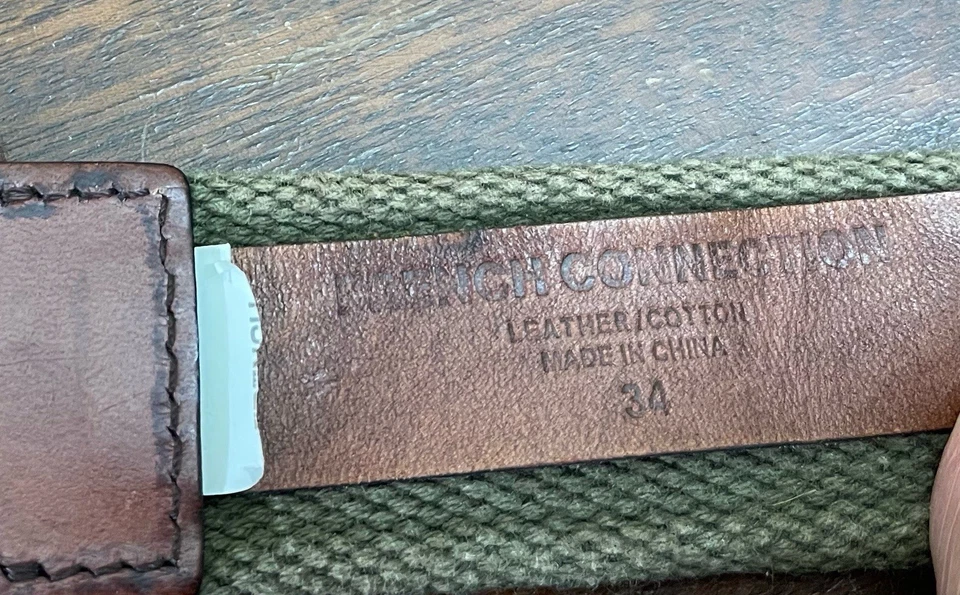 FRENCH CONNECTION
LEATHER/COTTON
MADE IN CHINA
34